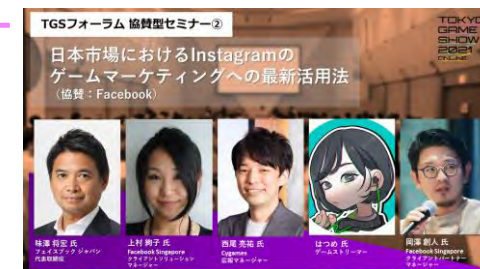 TGSフォーラム 協賛型セミナー②
TOKYO
GAME
SHOW
2021
ONLINE
日本市場におけるInstagramの
ゲームマーケティングへの最新活用法
(協賛:Facebook)
味澤 将宏 氏
フェイスブック ジャパン
代表取締役
上村 絢子 氏
Facebook Singapore
クライアントソリューション
マネージャー
西尾 亮祐 氏
Cygames
広報マネージャー
はつめ 氏
ゲームストリーマー
岡澤 創人 氏
Facebook Singapore
クライアントパートナー
マネージャー